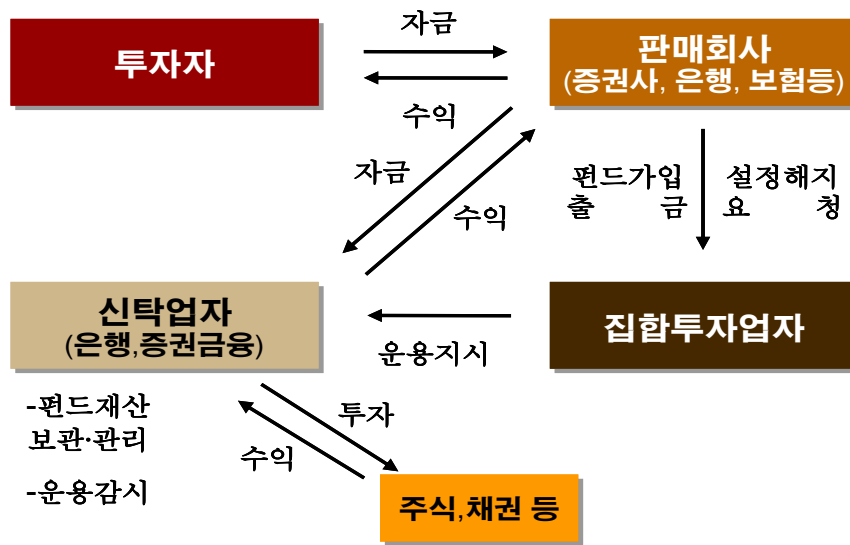 자금
투자자
판매회사
(증권사, 은행, 보험등)
수익
자금
수익
펀드가입
출 금
설정해지
요 청
신탁업자
(은행,증권금융)
집합투자업자
운용지시
-펀드재산
보관·관리
-운용감시
투자
수익
주식,채권 등